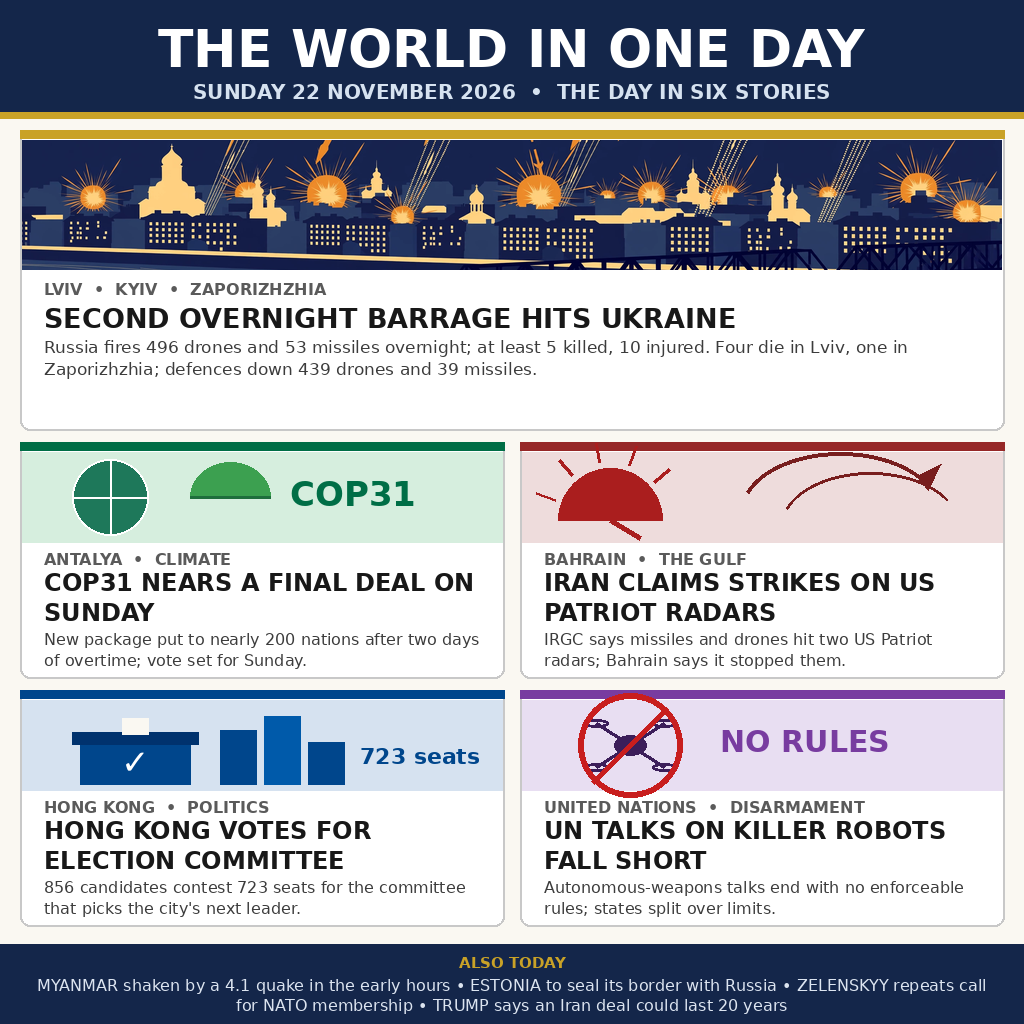 THE WORLD IN ONE DAY
SUNDAY 22 NOVEMBER 2026 • THE DAY IN SIX STORIES
LVIV • KYIV • ZAPORIZHZHIA
SECOND OVERNIGHT BARRAGE HITS UKRAINE
Russia fires 496 drones and 53 missiles overnight; at least 5 killed, 10 injured. Four die in Lviv, one in
Zaporizhzhia; defences down 439 drones and 39 missiles.
COP31
ANTALYA • CLIMATE
COP31 NEARS A FINAL DEAL ON
SUNDAY
New package put to nearly 200 nations after two days
of overtime; vote set for Sunday.
BAHRAIN • THE GULF
IRAN CLAIMS STRIKES ON US
PATRIOT RADARS
IRGC says missiles and drones hit two US Patriot
radars; Bahrain says it stopped them.
723 seats
HONG KONG • POLITICS
HONG KONG VOTES FOR
ELECTION COMMITTEE
856 candidates contest 723 seats for the committee
that picks the city's next leader.
NO RULES
UNITED NATIONS • DISARMAMENT
UN TALKS ON KILLER ROBOTS
FALL SHORT
Autonomous-weapons talks end with no enforceable
rules; states split over limits.
ALSO TODAY
MYANMAR shaken by a 4.1 quake in the early hours • ESTONIA to seal its border with Russia • ZELENSKYY repeats call
for NATO membership • TRUMP says an Iran deal could last 20 years